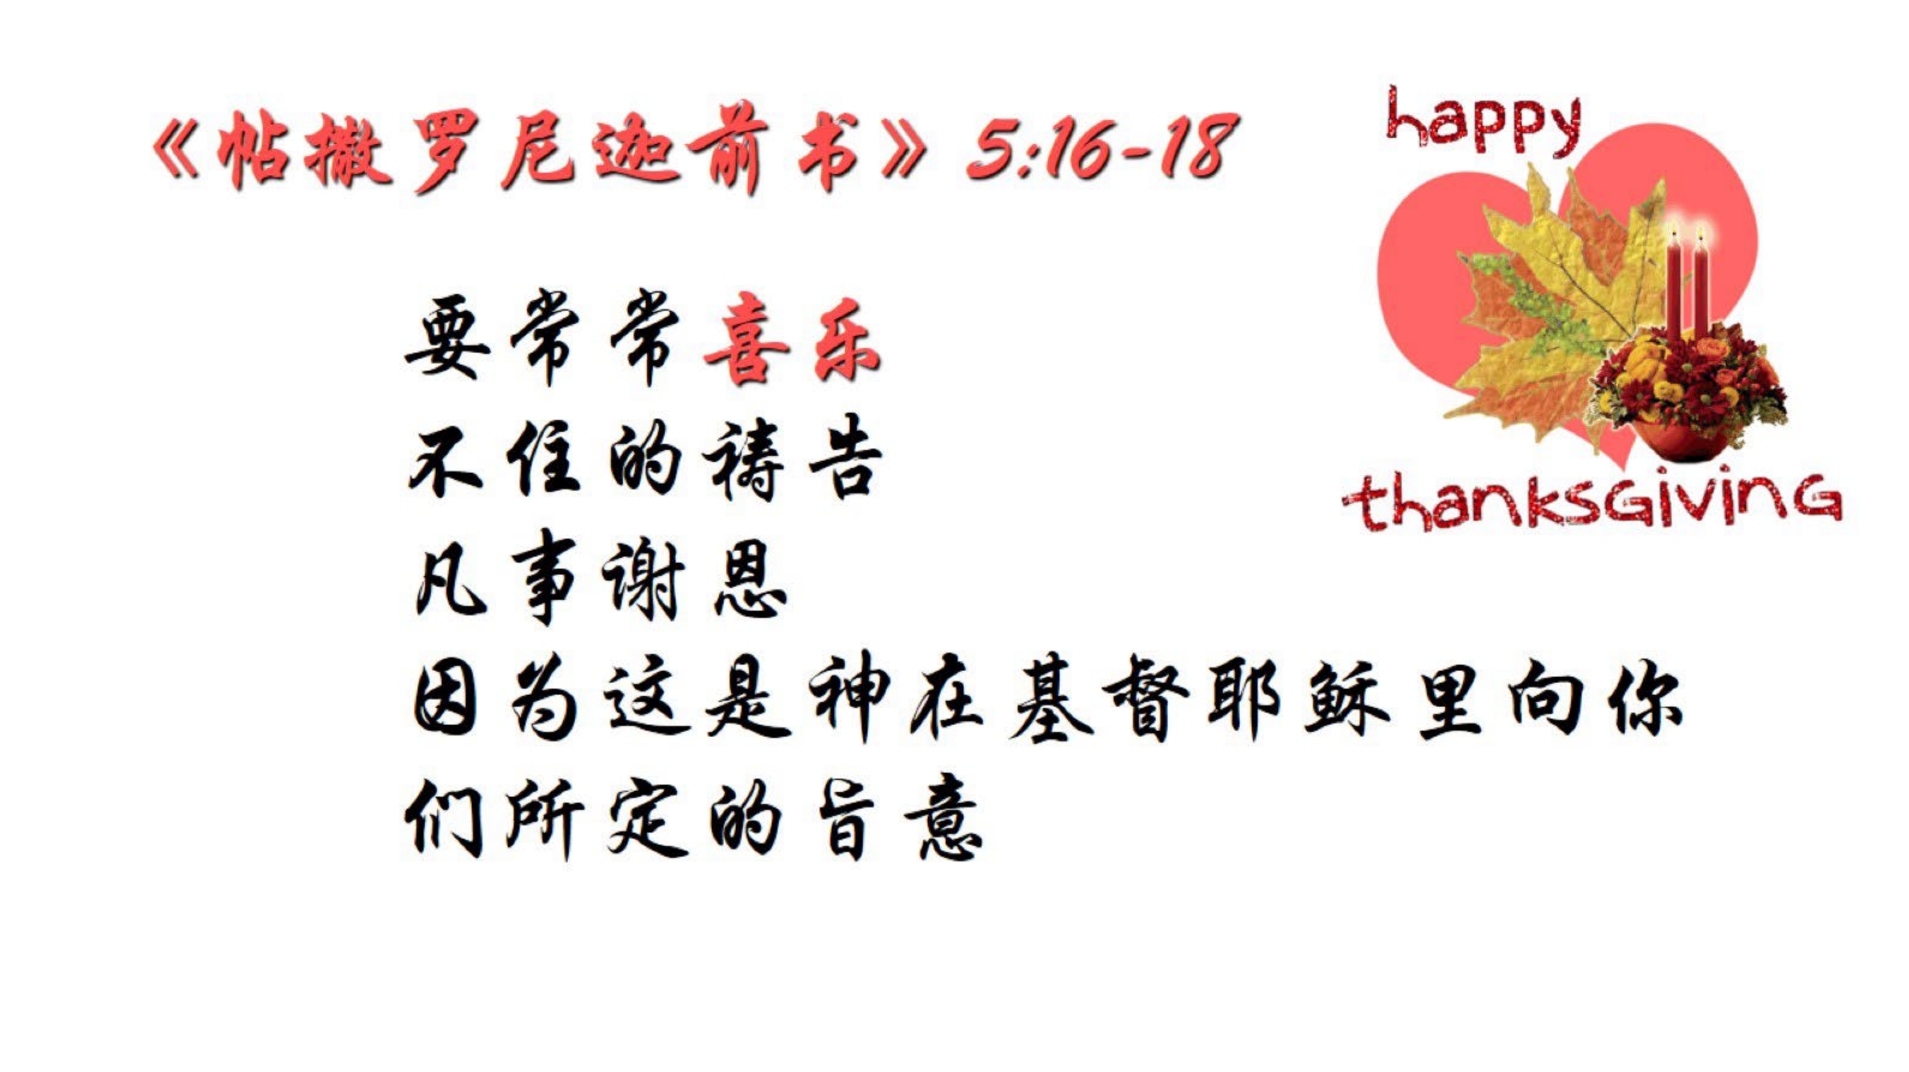 《帖撒罗尼迦前书》5:16-18
happy
thanksgiving
要常常喜乐
不住的祷告
凡事谢恩
因为这是神在基督耶稣里向你
们所定的旨意